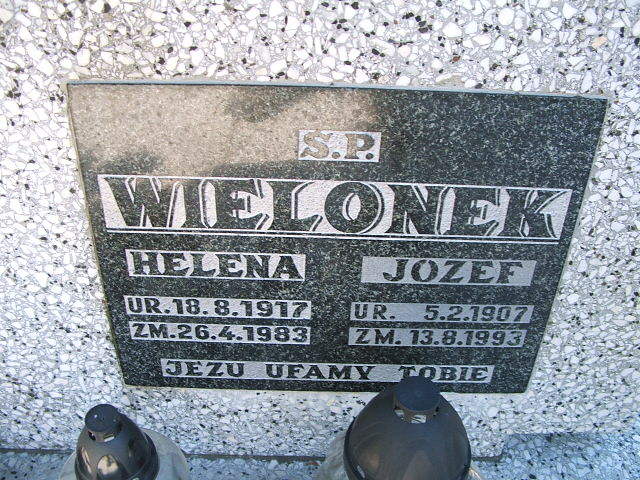 Ś.P.
WIELONEK
HELENA JÓZEF
UR. 18.8.1917 UR. 5.2.1907
ZM. 26.4.1983 ZM. 13.8.1993
JEZU UFAMY TOBIE